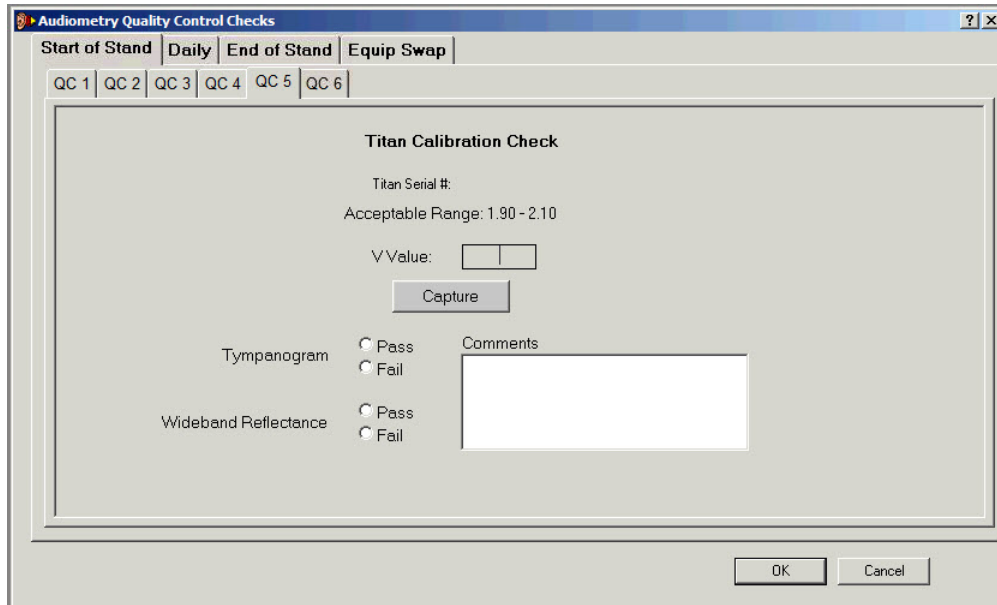 Audiometry Quality Control Checks
Start of Stand Daily End of Stand Equip Swap
QC 1 QC 2 QC 3 QC 4 QC 5 QC 6
Titan Calibration Check
Titan Serial #:
Acceptable Range: 1.90 - 2.10
V Value:
Capture
Tympanogram
Pass
Fail
Comments
Wideband Reflectance
Pass
Fail
OK Cancel